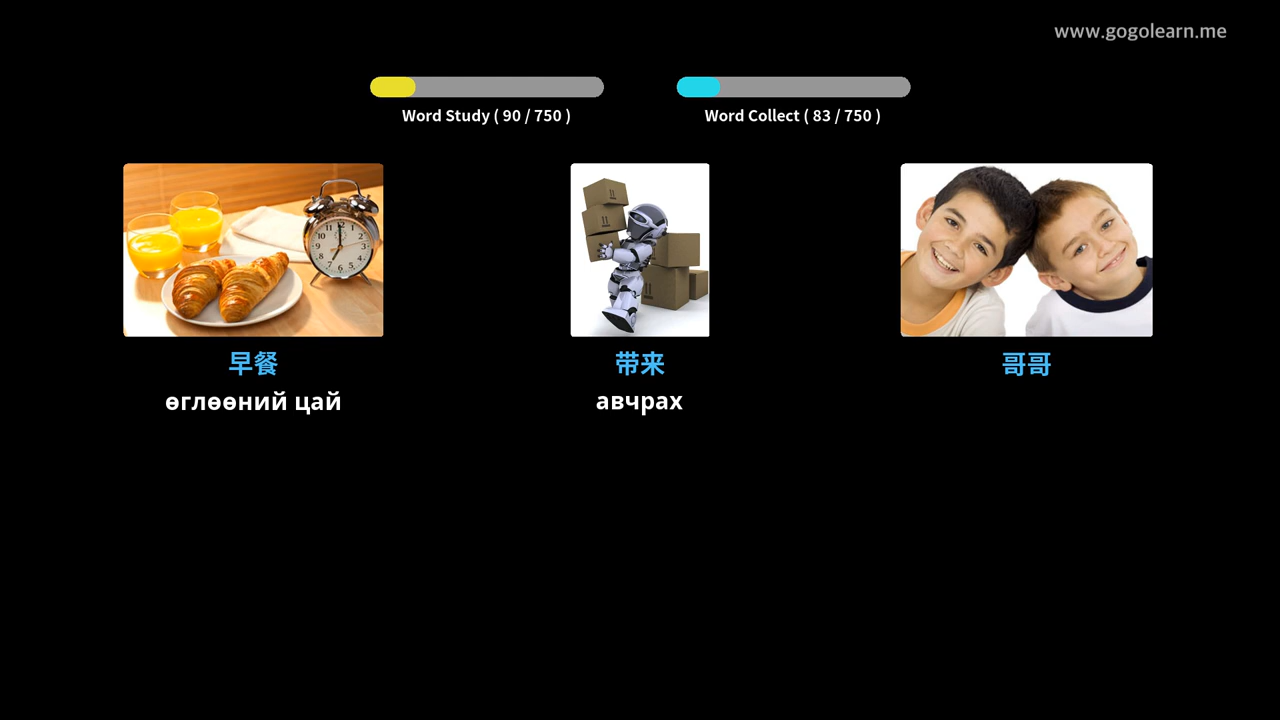 www.gogolearn.me
Word Study ( 90 / 750 )
Word Collect ( 83 / 750 )
早餐
带来
哥哥
өглөөний цай
авчрах